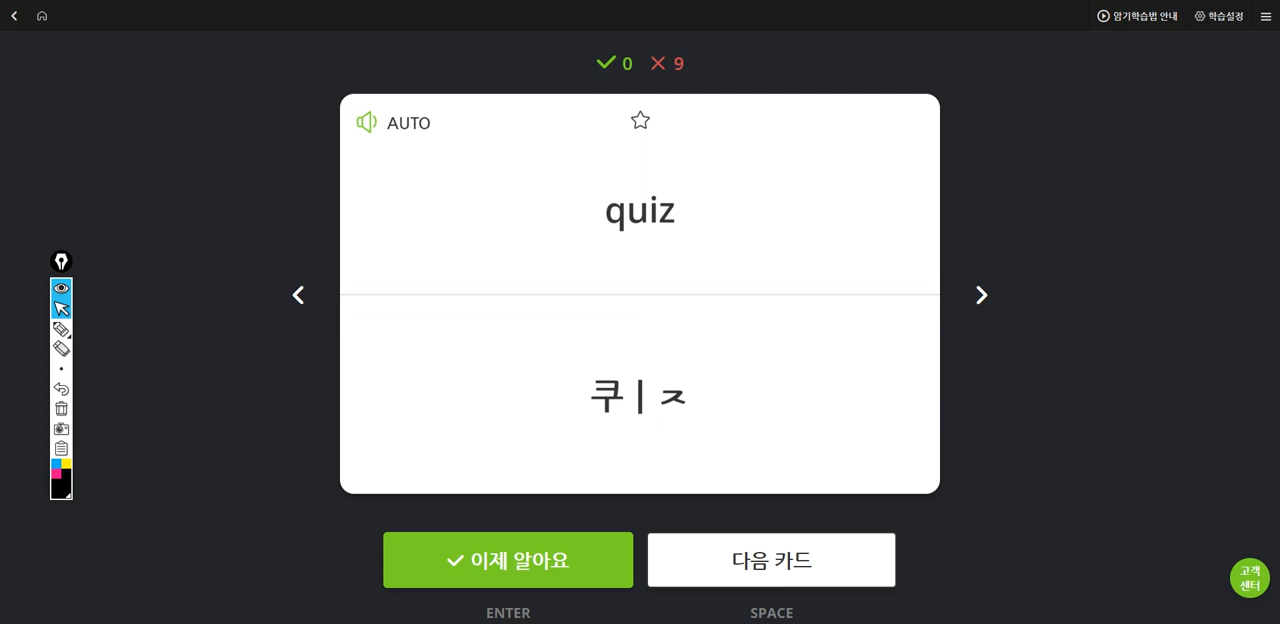 암기학습법 안내 학습설정
0 9
AUTO
quiz
쿠ㅣㅈ
이제 알아요 다음 카드
ENTER SPACE
고객
센터